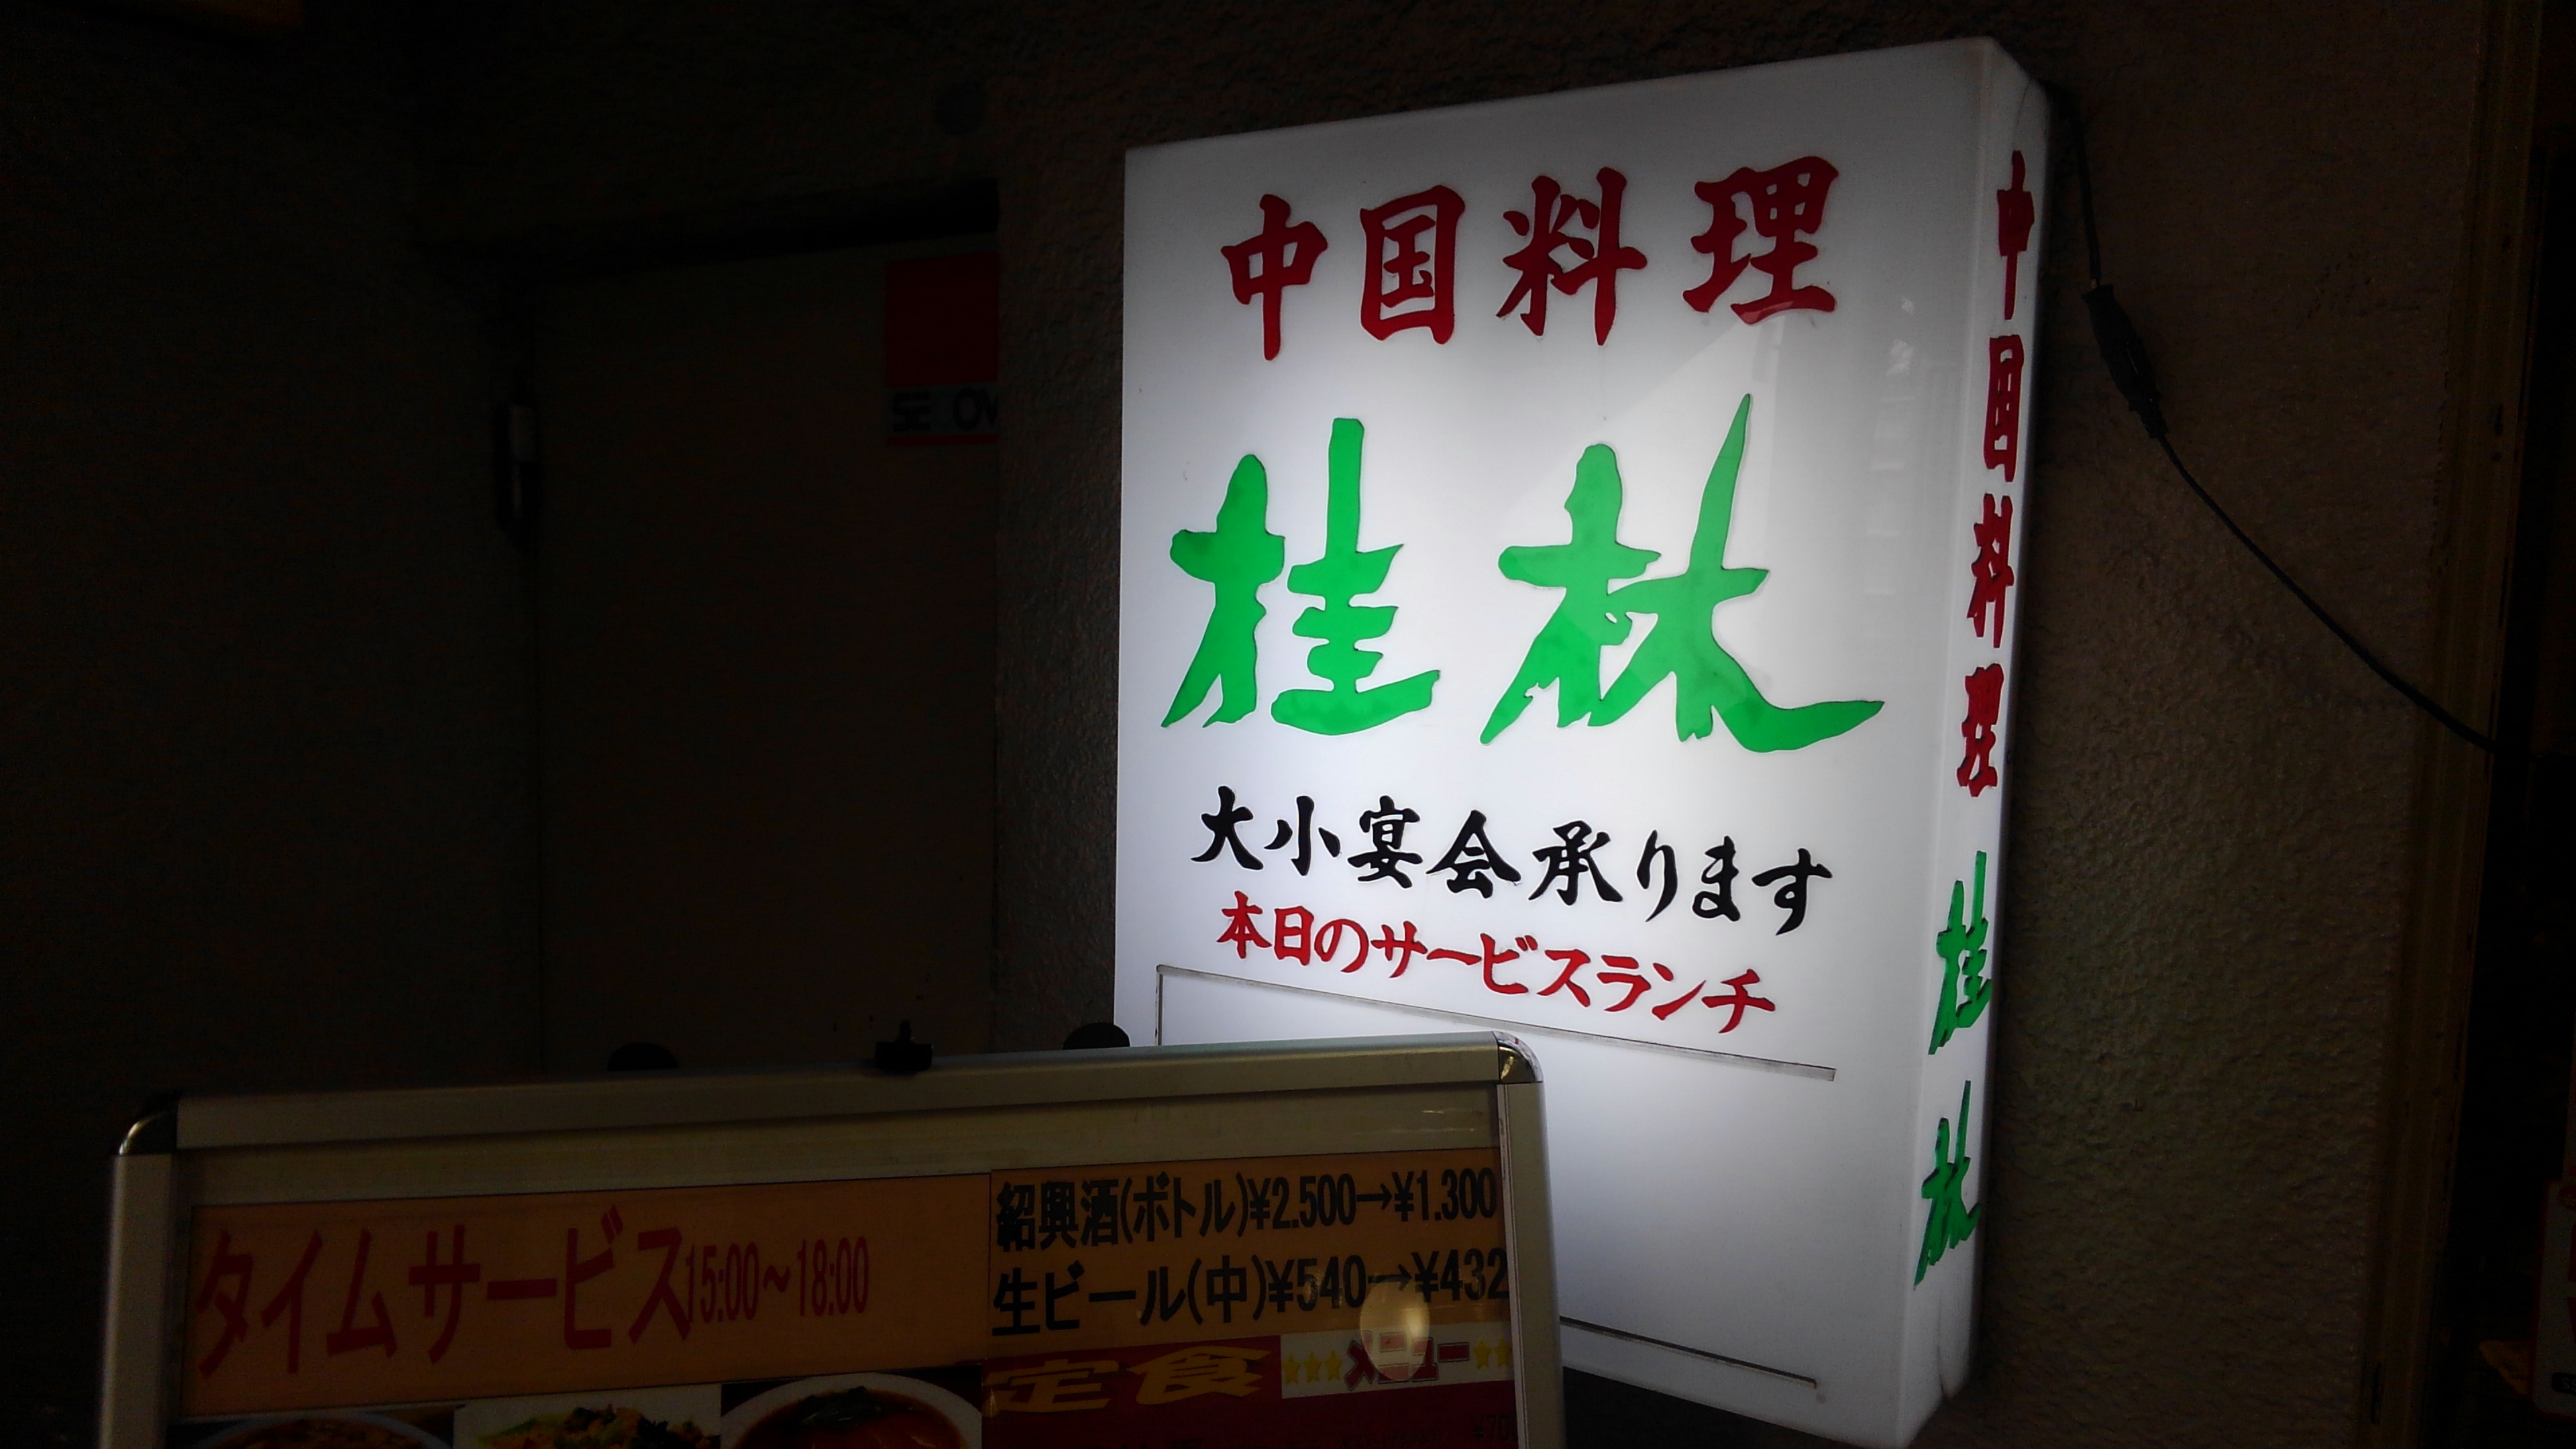 中国料理
桂林
大小宴会承ります
本日のサービスランチ
中国料理 桂林
SE OV
タイムサービス15:00～18:00
紹興酒(ボトル)¥2.500→¥1.300
生ビール(中)¥540→¥432
定食
★★★メニュー★★